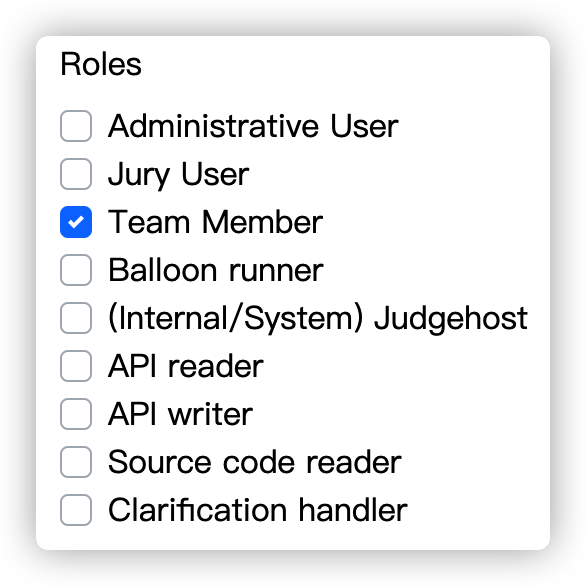 Roles
Administrative User
Jury User
Team Member
Balloon runner
(Internal/System) Judgehost
API reader
API writer
Source code reader
Clarification handler